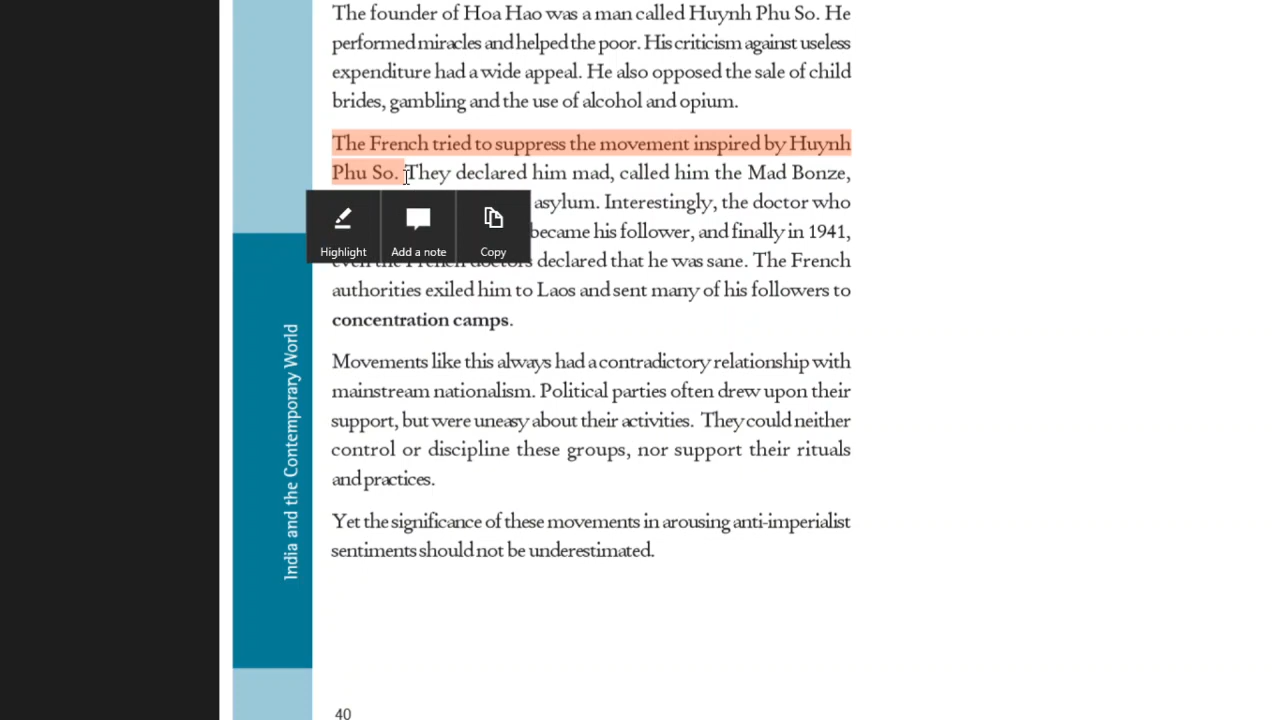 The founder of Hoa Hao was a man called Huynh Phu So. He
performed miracles and helped the poor. His criticism against useless
expenditure had a wide appeal. He also opposed the sale of child
brides, gambling and the use of alcohol and opium.
The French tried to suppress the movement inspired by Huynh
Phu So. They declared him mad, called him the Mad Bonze,
asylum. Interestingly, the doctor who
became his follower, and finally in 1941,
even the French doctors declared that he was sane. The French
authorities exiled him to Laos and sent many of his followers to
concentration camps.
Movements like this always had a contradictory relationship with
mainstream nationalism. Political parties often drew upon their
support, but were uneasy about their activities. They could neither
control or discipline these groups, nor support their rituals
and practices.
Yet the significance of these movements in arousing anti-imperialist
sentiments should not be underestimated.
Highlight
Add a note
Copy
India and the Contemporary World
40